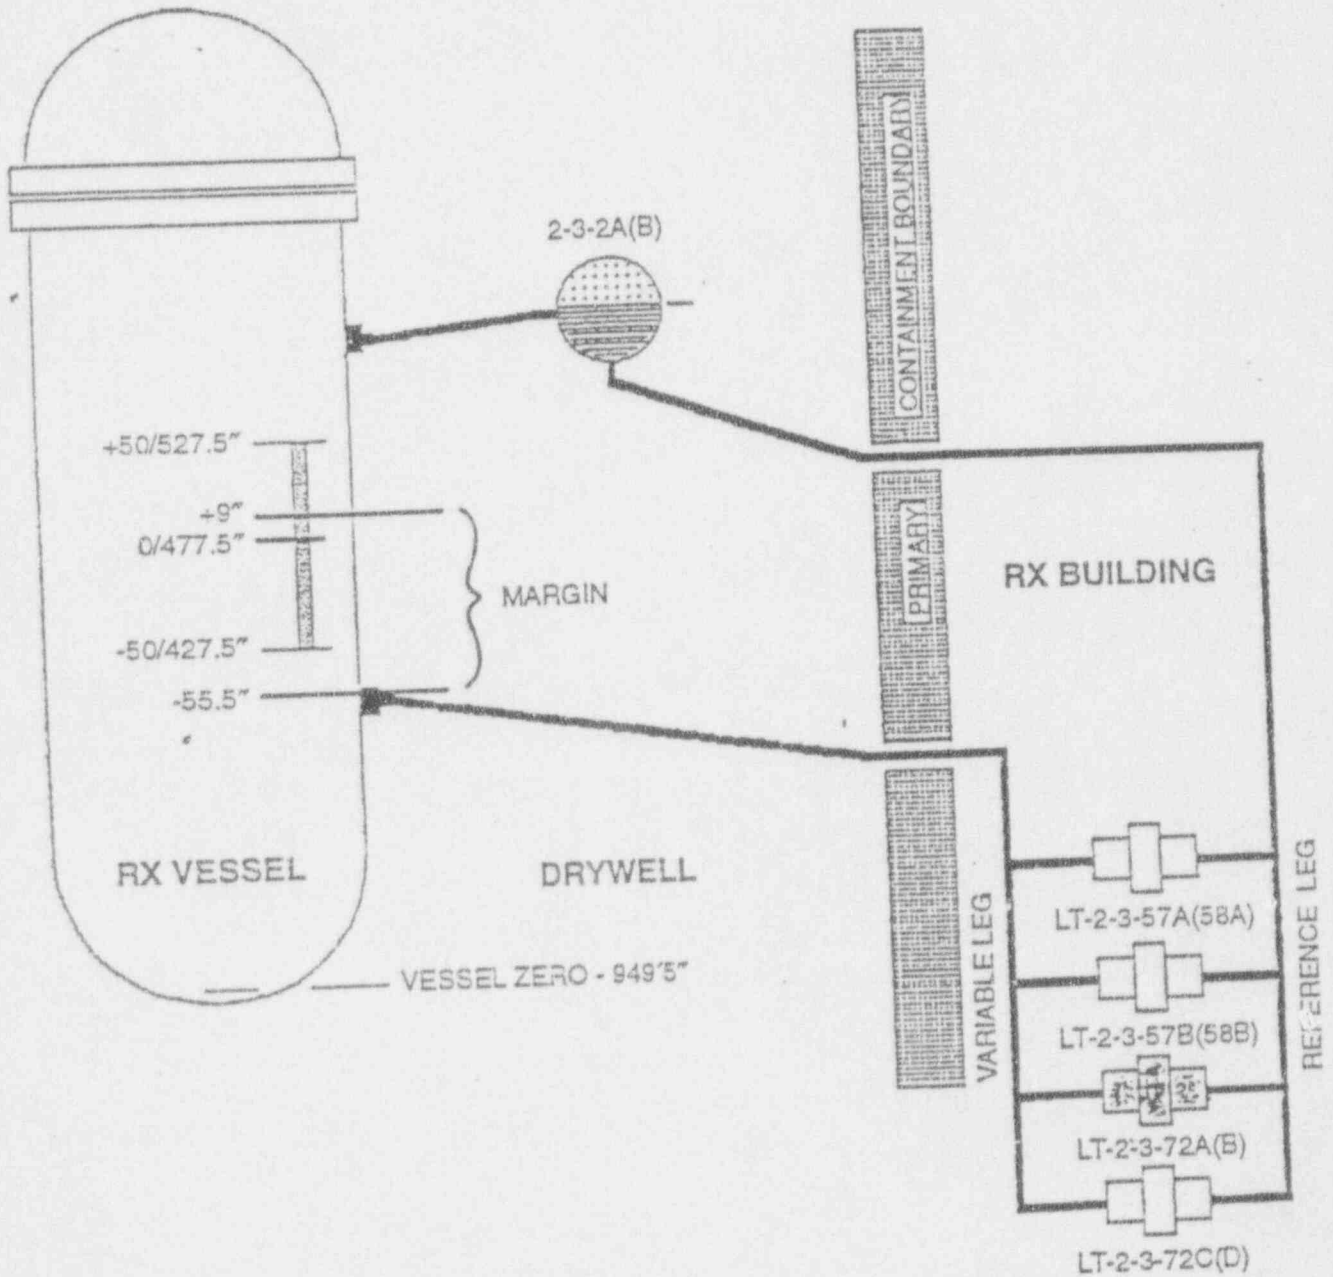 2-3-2A(B)
CONTAINMENT BOUNDARY
+50/527.5"
+9"
0/477.5"
MARGIN
PRIMARY
RX BUILDING
-50/427.5"
-55.5"
RX VESSEL
DRYWELL
VARIABLE LEG
REFERENCE LEG
LT-2-3-57A(58A)
VESSEL ZERO - 949'5"
LT-2-3-57B(58B)
LT-2-3-72A(B)
LT-2-3-72C(D)